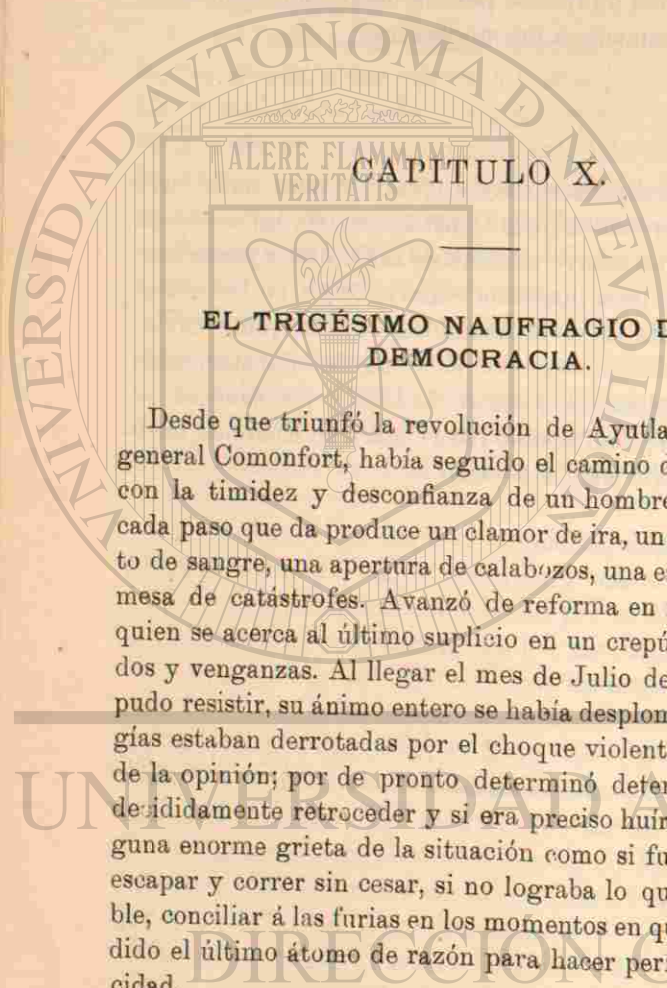 CAPITULO X.
EL TRIGÉSIMO NAUFRAGIO D
DEMOCRACIA.
Desde que triunfó la revolución de Ayutla
general Comonfort, había seguido el camino d
con la timidez y desconfianza de un hombre
cada paso que da produce un clamor de ira, un
to de sangre, una apertura de calabozos, una e
mesa de catástrofes. Avanzó de reforma en
quien se acerca al último suplicio en un crepú
dos y venganzas. Al llegar el mes de Julio de
pudo resistir, su ánimo entero se había desplom
gías estaban derrotadas por el choque violent
de la opinión; por de pronto determinó deter
decididamente retroceder y si era preciso huír
guna enorme grieta de la situación como si fu
escapar y correr sin cesar, si no lograba lo qu
ble, conciliar á las furias en los momentos en qu
dido el último átomo de razón para hacer peri
cidad.
UNIVERSIDAD AUTONOMA D NUEVO LEON
ALERE FLAMMAM
VERITATIS
UNIVERSIDAD A
DIRECCIÓN G